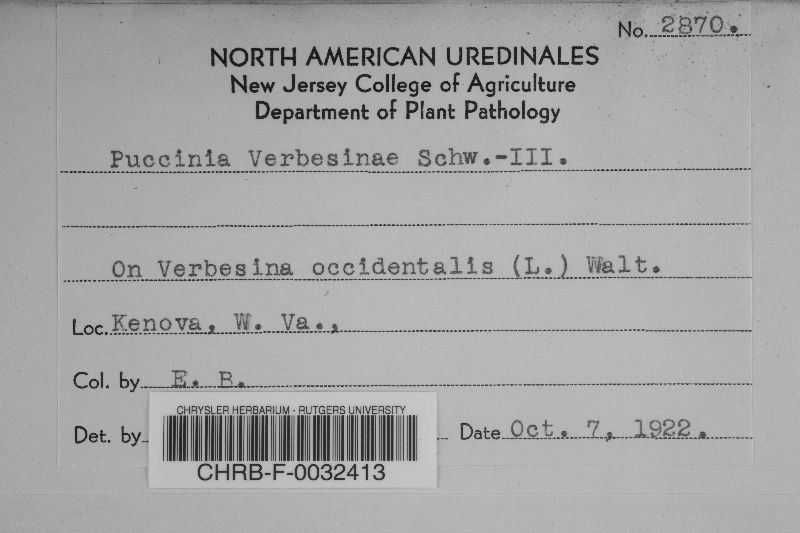 No. 2870.
NORTH AMERICAN UREDINALES
New Jersey College of Agriculture
Department of Plant Pathology
Puccinia Verbesinae Schw.-III.
On Verbesina occidentalis (L.) Walt.
Loc. Kenova, W. Va.,
Col. by E. B.
Det. by
Date Oct. 7, 1922.
CHRYSLER HERBARIUM - RUTGERS UNIVERSITY
CHRB-F-0032413